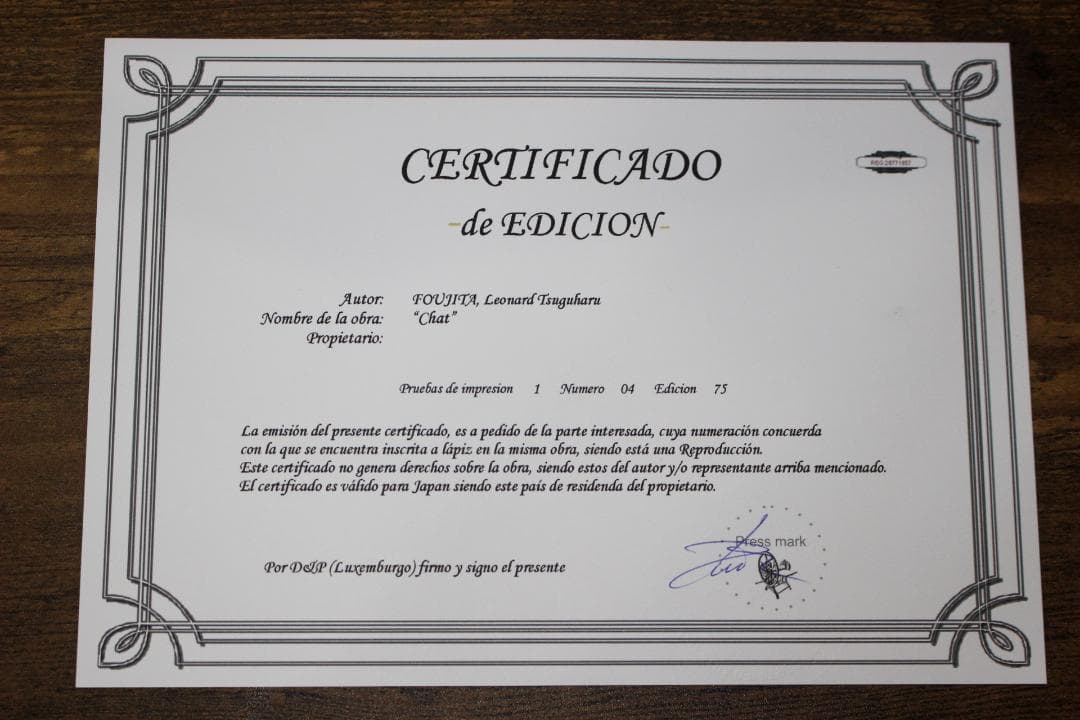 CERTIFICADO
-de EDICION-
REG 28771857
Autor: FOUJITA, Leonard Tsuguharu
Nombre de la obra: “Chat”
Propietario:
Pruebas de impresion 1 Numero 04 Edicion 75
La emisión del presente certificado, es a pedido de la parte interesada, cuya numeración concuerda
con la que se encuentra inscrita a lápiz en la misma obra, siendo está una Reproducción.
Este certificado no genera derechos sobre la obra, siendo estos del autor y/o representante arriba mencionado.
El certificado es válido para Japan siendo este país de residenda del propietario.
Press mark
Por D&P (Luxemburgo) firmo y signo el presente